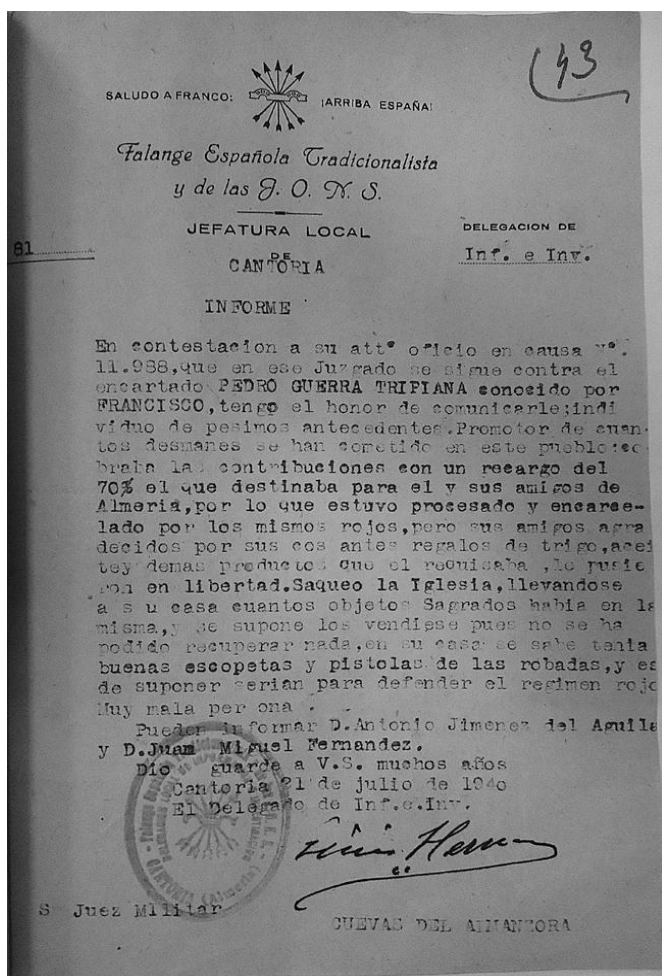 43
SALUDO A FRANCO: ¡ARRIBA ESPAÑA!
Falange Española Tradicionalista
y de las J. O. N. S.
JEFATURA LOCAL
DE
CANTORIA
DELEGACION DE
Inf. e Inv.
81
INFORME
En contestacion a su attº oficio en causa nº.
11.988,que en ese Juzgado se sigue contra el
encartado PEDRO GUERRA TRIPIANA conocido por
FRANCISCO,tengo el honor de comunicarle;indi
viduo de pesimos antecedentes.Promotor de cuan-
tos desmanes se han cometido en este pueblo:co
braba las contribuciones con un recargo del
70% el que destinaba para el y sus amigos de
Almeria,por lo que estuvo procesado y encarce-
lado por los mismos rojos,pero sus amigos agra
decidos por sus cos antes regalos de trigo,acei
tey demas productos que el requisaba ,le pusie
ron en libertad.Saqueo la Iglesia,llevandose
a s u casa cuantos objetos Sagrados habia en la
misma,y se supone los vendiese pues no se ha
podido recuperar nada,en su casa se sabe tenia
buenas escopetas y pistolas de las robadas,y es
de suponer serian para defender el regimen rojo
Muy mala per ona .
Pueden informar D.Antonio Jimenez del Aguila
y D.Juan Miguel Fernandez.
Dio guarde a V.S. muchos años
Cantoria 21 de julio de 1940
El Delegado de Inf.e.Inv.
CANTORIA (Almería)
S Juez Militar
CUEVAS DEL ALMANZORA